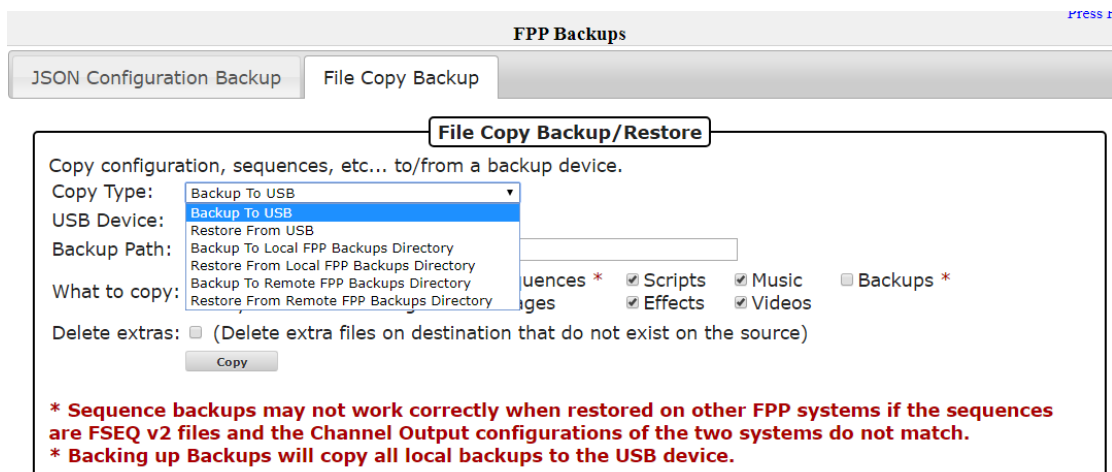 Press
FPP Backups
JSON Configuration Backup
File Copy Backup
File Copy Backup/Restore
Copy configuration, sequences, etc... to/from a backup device.
Copy Type: Backup To USB
Backup To USB
USB Device:
Restore From USB
Backup Path: Backup To Local FPP Backups Directory
Restore From Local FPP Backups Directory
What to copy: Backup To Remote FPP Backups Directory
Restore From Remote FPP Backups Directory
uences * Scripts Music Backups *
ges Effects Videos
Delete extras: (Delete extra files on destination that do not exist on the source)
Copy
* Sequence backups may not work correctly when restored on other FPP systems if the sequences
are FSEQ v2 files and the Channel Output configurations of the two systems do not match.
* Backing up Backups will copy all local backups to the USB device.